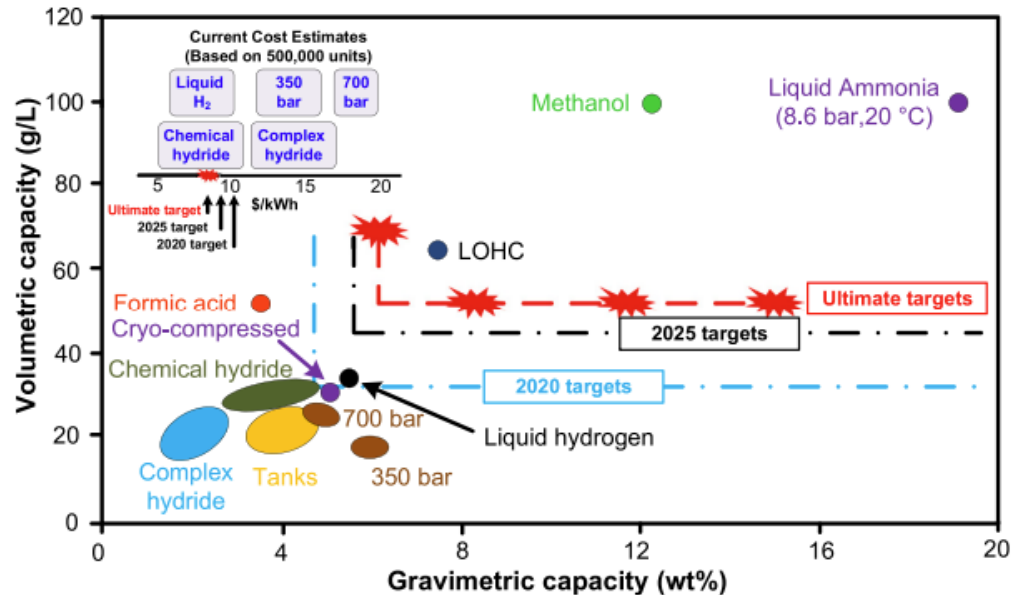 120
100
80
60
40
20
0
Volumetric capacity (g/L)
Current Cost Estimates
(Based on 500,000 units)
Liquid
H₂
350
bar
700
bar
Chemical
hydride
Complex
hydride
5
10
15
20
$/kWh
Ultimate target
2025 target
2020 target
Methanol
Liquid Ammonia
(8.6 bar,20 °C)
LOHC
Ultimate targets
2025 targets
2020 targets
Formic acid
Cryo-compressed
Chemical hydride
700 bar
Liquid hydrogen
350 bar
Complex
hydride
Tanks
0
4
8
12
16
20
Gravimetric capacity (wt%)